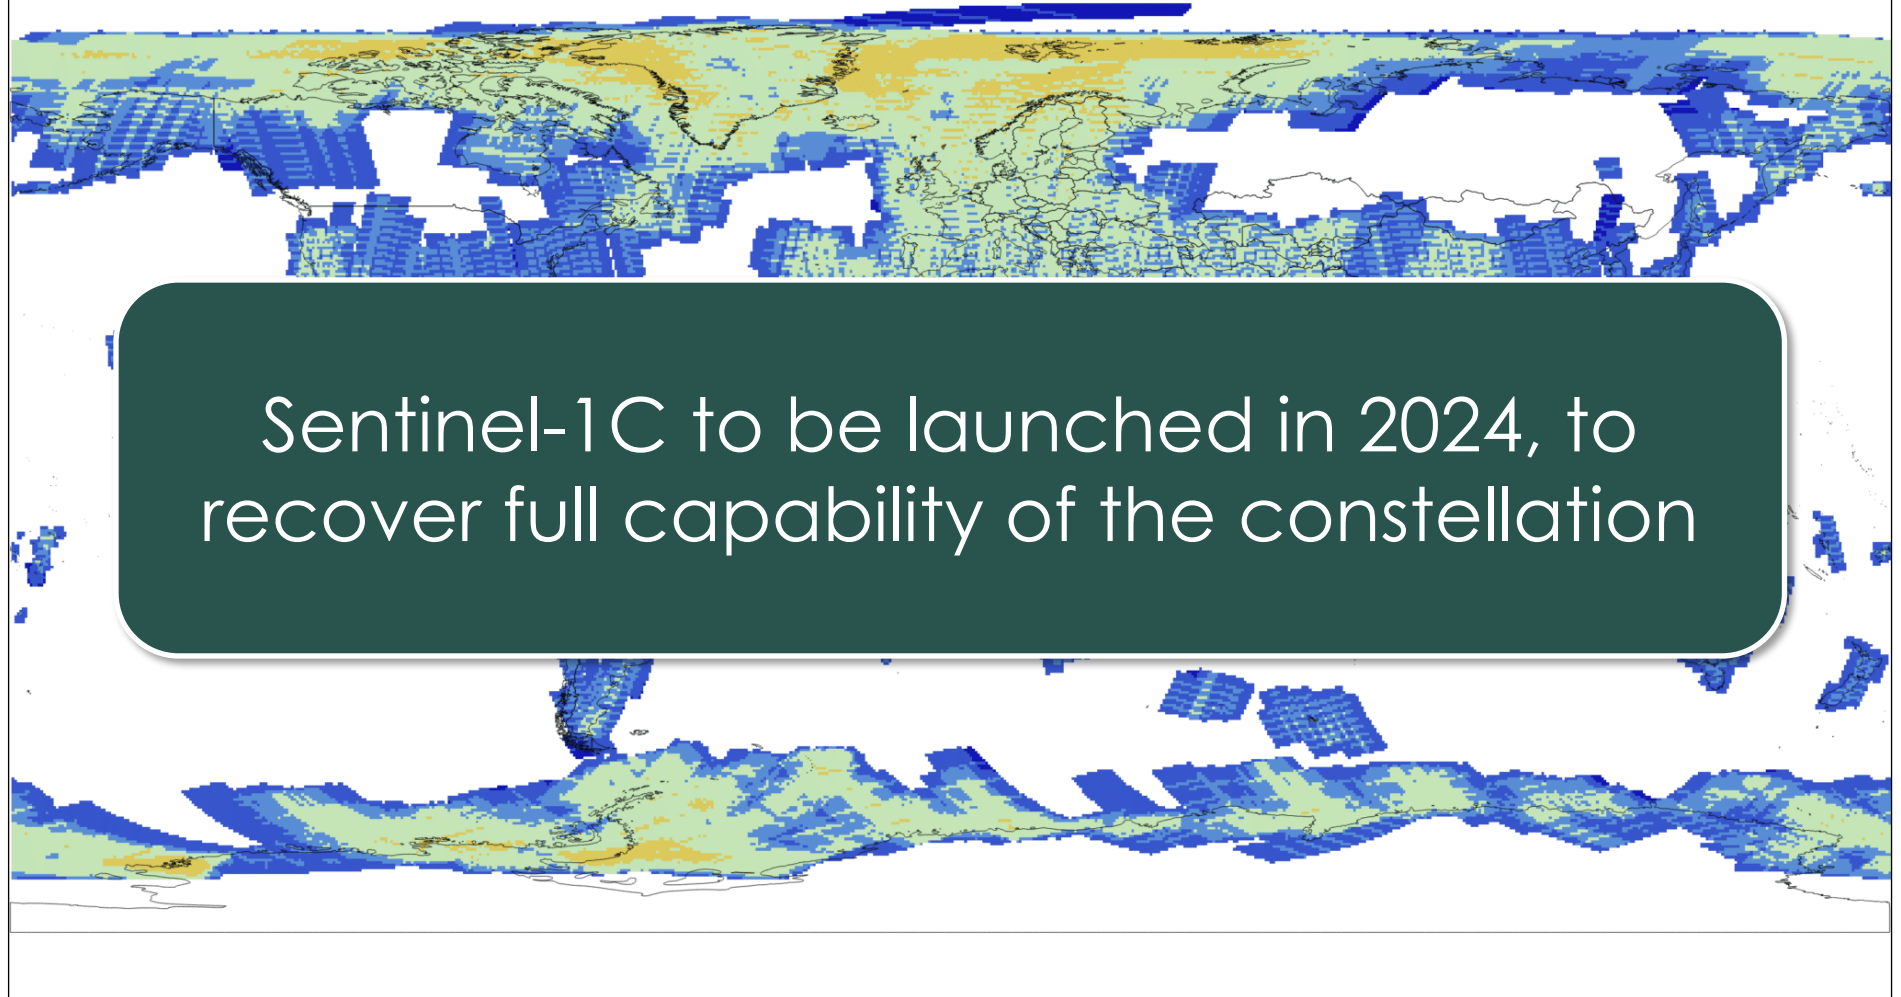 Sentinel-1C to be launched in 2024, to
recover full capability of the constellation